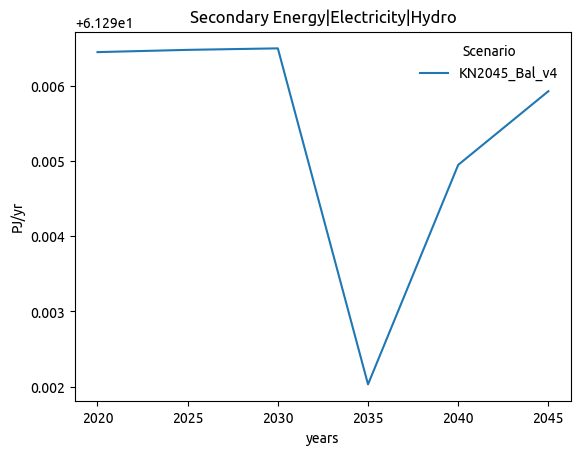 Secondary Energy|Electricity|Hydro
+6.129e1
Scenario
KN2045_Bal_v4
0.006
0.005
0.004
0.003
0.002
PJ/yr
2020 2025 2030 2035 2040 2045
years